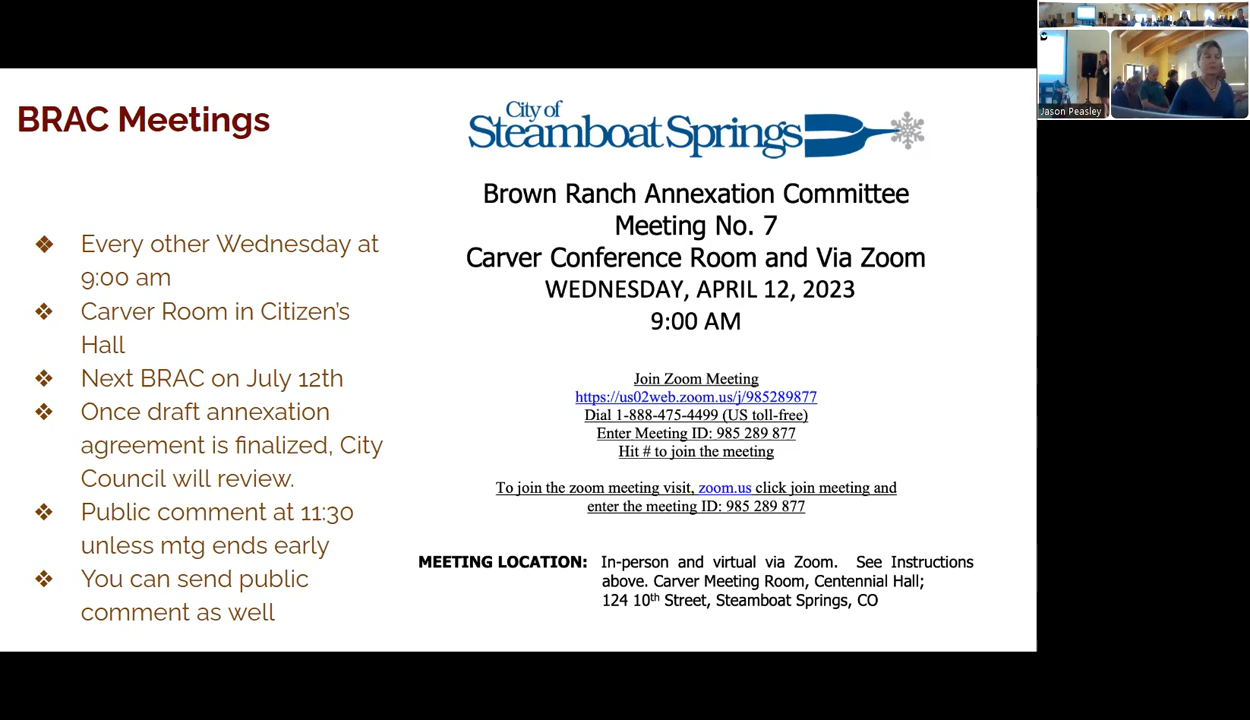 BRAC Meetings
❖ Every other Wednesday at
9:00 am
❖ Carver Room in Citizen's
Hall
❖ Next BRAC on July 12th
❖ Once draft annexation
agreement is finalized, City
Council will review.
❖ Public comment at 11:30
unless mtg ends early
❖ You can send public
comment as well
City of
Steamboat Springs
Brown Ranch Annexation Committee
Meeting No. 7
Carver Conference Room and Via Zoom
WEDNESDAY, APRIL 12, 2023
9:00 AM
Join Zoom Meeting
https://us02web.zoom.us/j/985289877
Dial 1-888-475-4499 (US toll-free)
Enter Meeting ID: 985 289 877
Hit # to join the meeting
To join the zoom meeting visit, zoom.us click join meeting and
enter the meeting ID: 985 289 877
MEETING LOCATION: In-person and virtual via Zoom. See Instructions
above. Carver Meeting Room, Centennial Hall;
124 10th Street, Steamboat Springs, CO
Jason Peasley